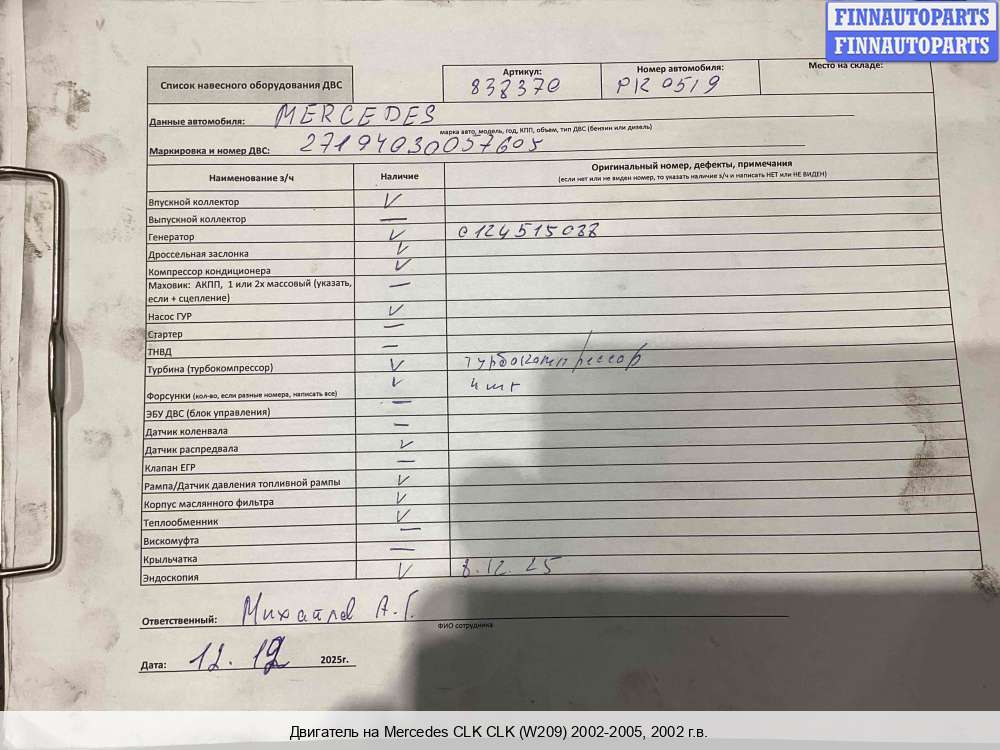 FINNAUTOPARTS
FINNAUTOPARTS
Список навесного оборудования ДВС
Артикул:
838370
Номер автомобиля:
PR 0519
Место на складе:
Данные автомобиля: MERCEDES
марка авто, модель, год, КПП, объем, тип ДВС (бензин или дизель)
Маркировка и номер ДВС: 27194030057605
Наименование з/ч Наличие Оригинальный номер, дефекты, примечания
(если нет или не виден номер, то указать наличие з/ч и написать НЕТ или НЕ ВИДЕН)
Впускной коллектор ✓
Выпускной коллектор —
Генератор ✓ 0124515088
Дроссельная заслонка ✓
Компрессор кондиционера ✓
Маховик: АКПП, 1 или 2х массовый (указать, —
если + сцепление)
Насос ГУР ✓
Стартер —
ТНВД —
Турбина (турбокомпрессор) ✓ турбокомпрессор
Форсунки (кол-во, если разные номера, написать все) ✓ 4 шт
ЭБУ ДВС (блок управления) —
Датчик коленвала —
Датчик распредвала ✓
Клапан ЕГР —
Рампа/Датчик давления топливной рампы ✓
Корпус маслянного фильтра ✓
Теплообменник ✓
Вискомуфта —
Крыльчатка —
Эндоскопия ✓ 8.12.25
Ответственный: Михайлов А.Г.
ФИО сотрудника
Дата: 12.12 2025г.
Двигатель на Mercedes CLK CLK (W209) 2002-2005, 2002 г.в.